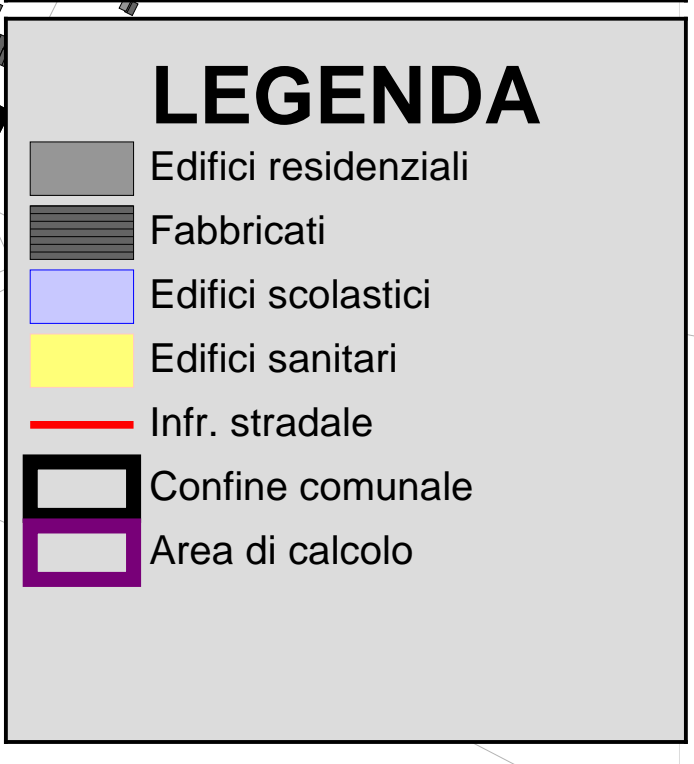 LEGENDA
Edifici residenziali
Fabbricati
Edifici scolastici
Edifici sanitari
Infr. stradale
Confine comunale
Area di calcolo